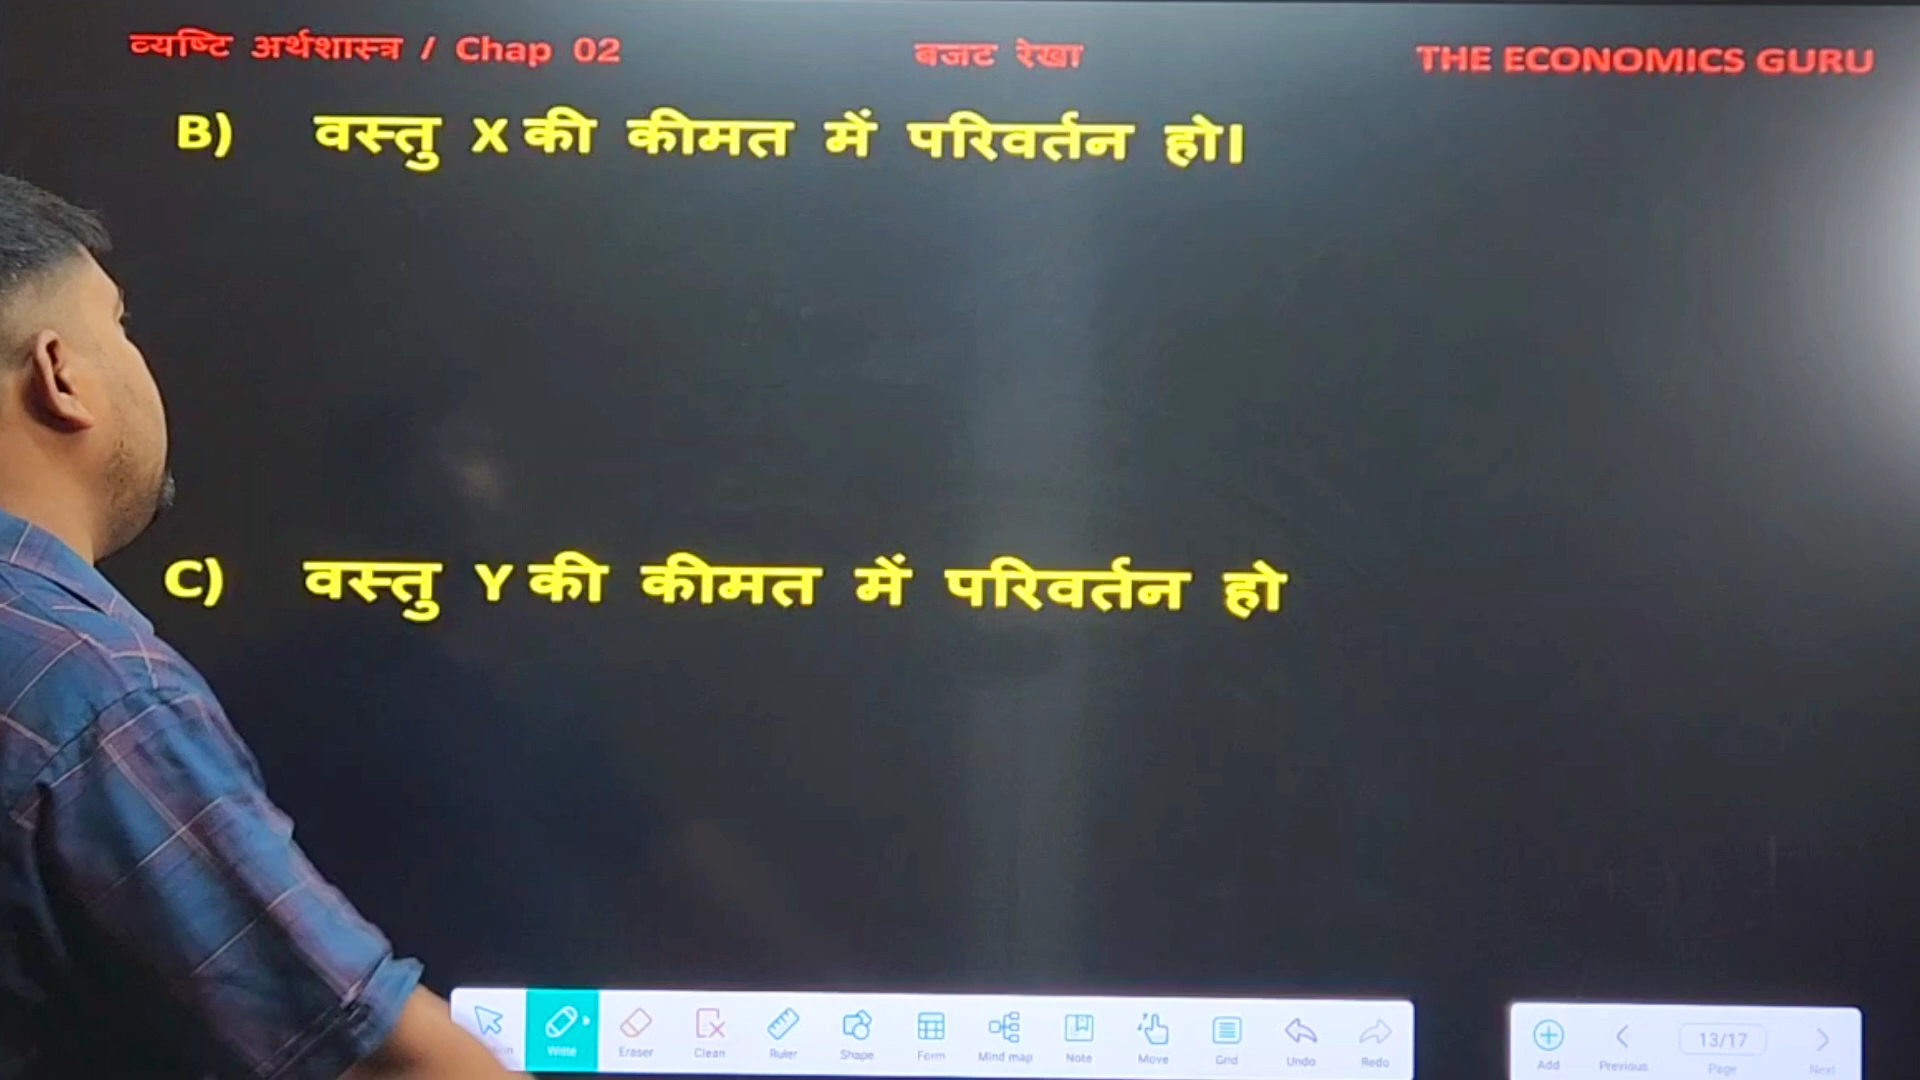 व्यष्टि अर्थशास्त्र / Chap 02 बजट रेखा THE ECONOMICS GURU
B) वस्तु X की कीमत में परिवर्तन हो।
C) वस्तु Y की कीमत में परिवर्तन हो
Write Eraser Clean Ruler Shape Form Mind map Note Move Grid Undo Redo Add Previous 13/17 Page Next